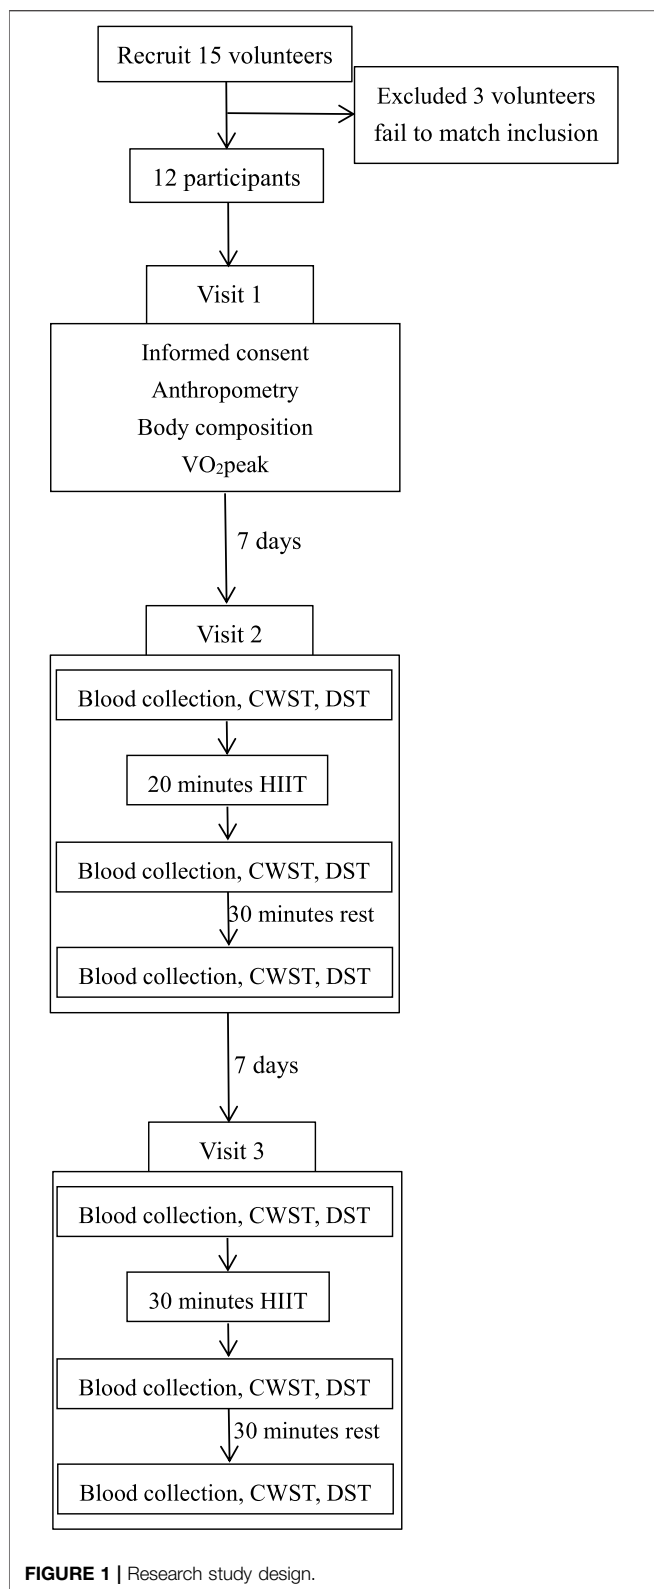 Recruit 15 volunteers
Excluded 3 volunteers
fail to match inclusion
12 participants
Visit 1
Informed consent
Anthropometry
Body composition
VO₂peak
7 days
Visit 2
Blood collection, CWST, DST
20 minutes HIIT
Blood collection, CWST, DST
30 minutes rest
Blood collection, CWST, DST
7 days
Visit 3
Blood collection, CWST, DST
30 minutes HIIT
Blood collection, CWST, DST
30 minutes rest
Blood collection, CWST, DST
FIGURE 1 | Research study design.